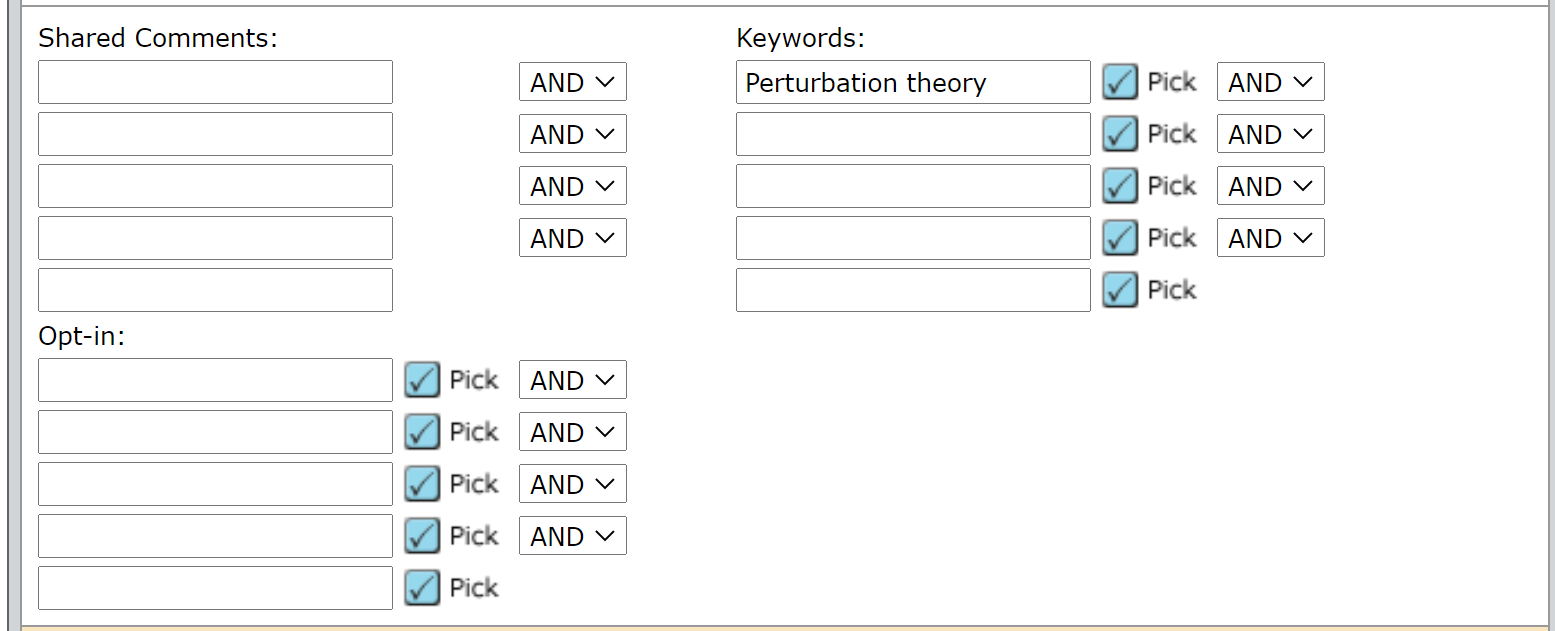 Shared Comments:
AND
AND
AND
AND
Keywords:
Perturbation theory Pick AND
Pick AND
Pick AND
Pick AND
Pick
Opt-in:
Pick AND
Pick AND
Pick AND
Pick AND
Pick